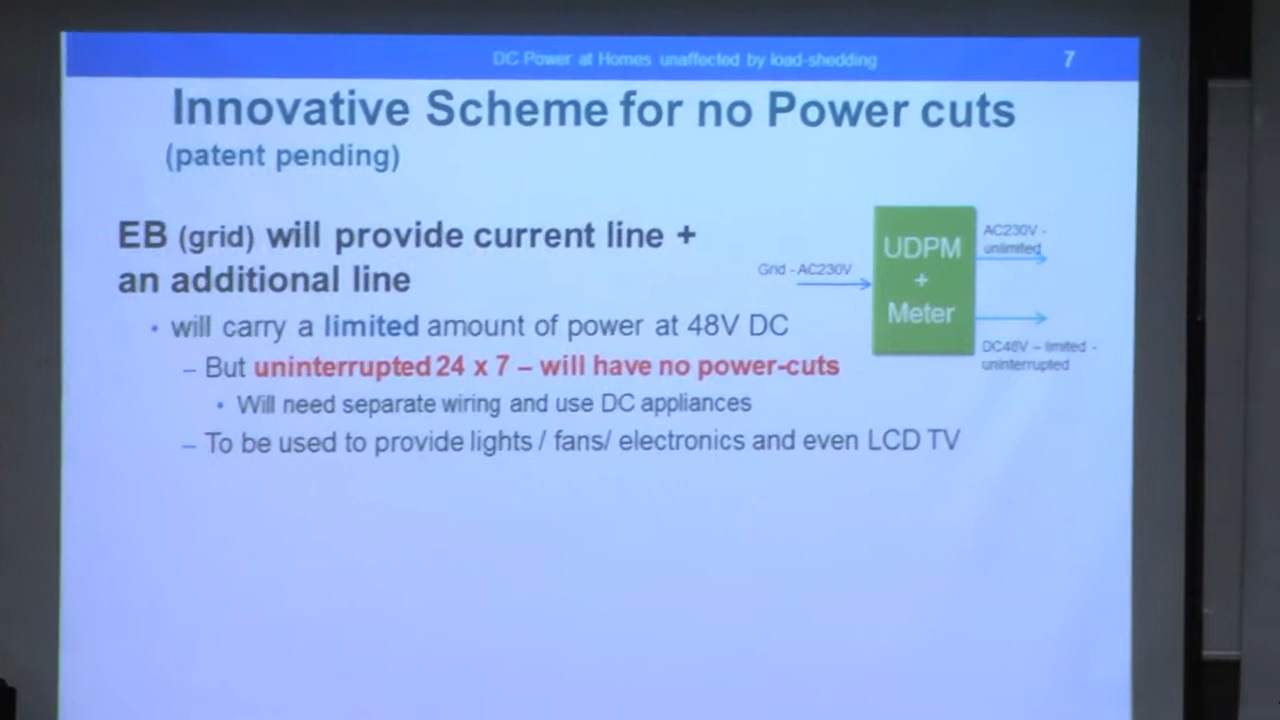 DC Power at Homes unaffected by load-shedding 7
Innovative Scheme for no Power cuts
(patent pending)
EB (grid) will provide current line +
an additional line
• will carry a limited amount of power at 48V DC
– But uninterrupted 24 x 7 – will have no power-cuts
• Will need separate wiring and use DC appliances
– To be used to provide lights / fans/ electronics and even LCD TV
Grid - AC230V
UDPM
+
Meter
AC230V -
unlimited
DC48V – limited -
uninterrupted